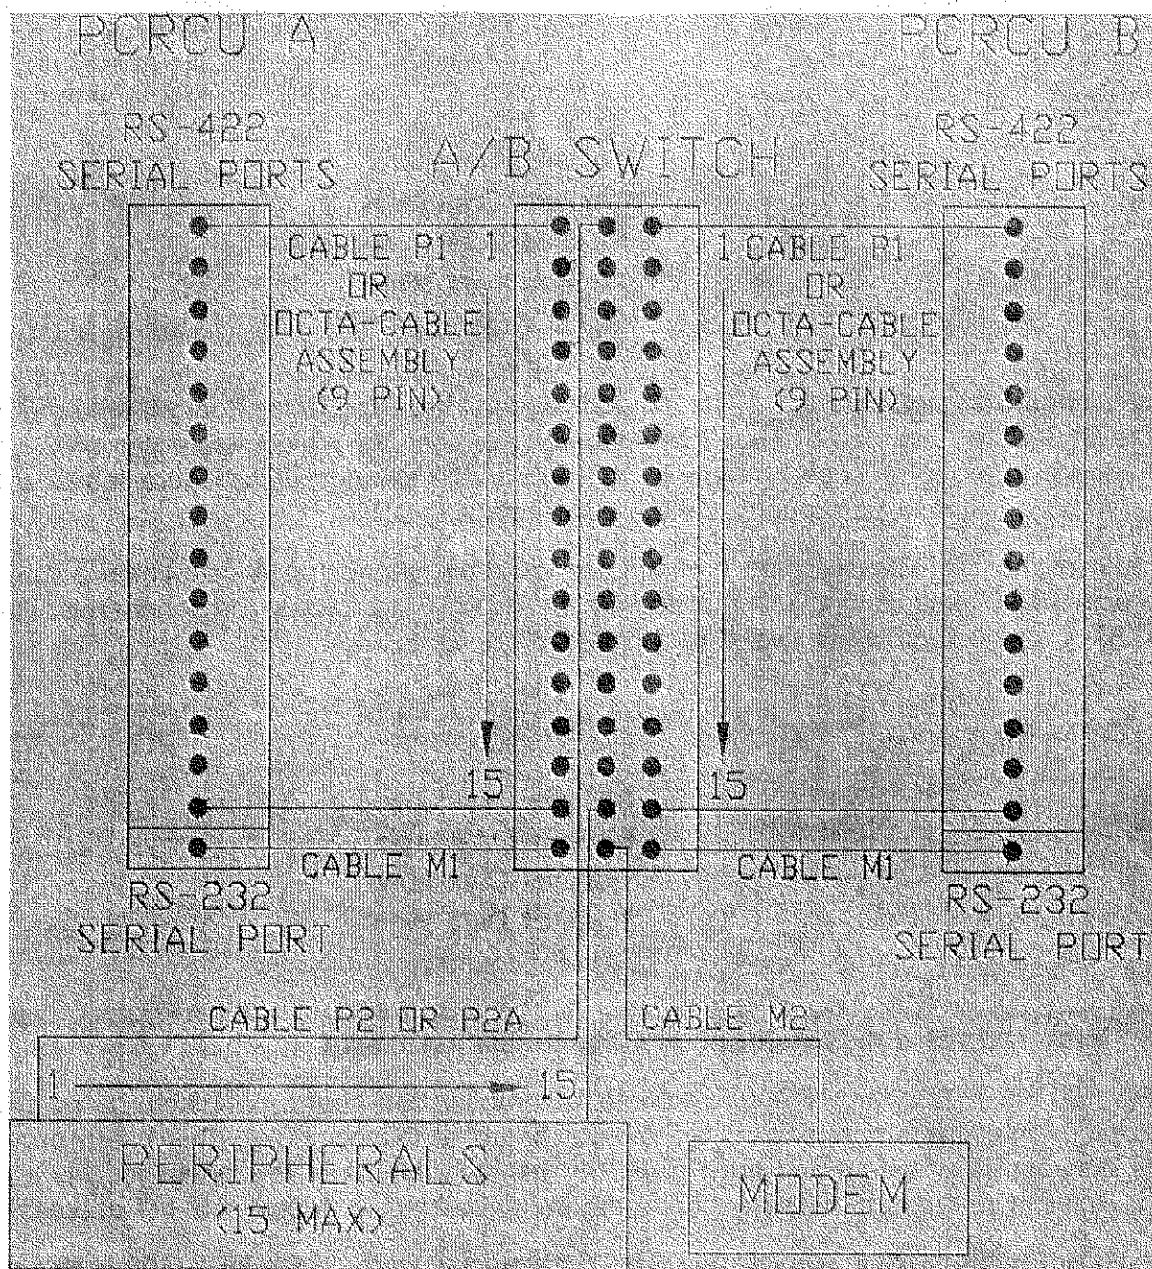 PCRCU A
PCRCU B
RS-422
SERIAL PORTS
A/B SWITCH
RS-422
SERIAL PORTS
CABLE P1 1
OR
OCTA-CABLE
ASSEMBLY
(9 PIN)
15
1 CABLE P1
OR
OCTA-CABLE
ASSEMBLY
(9 PIN)
15
CABLE M1
CABLE M1
RS-232
SERIAL PORT
RS-232
SERIAL PORT
CABLE P2 OR P2A
CABLE M2
1 15
PERIPHERALS
(15 MAX)
MODEM